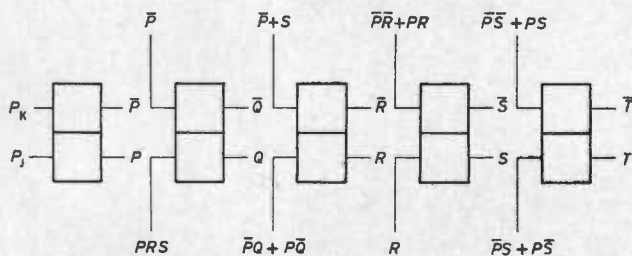 P̄ P̄+S P̄R̄+PR P̄S̄+PS
P_K P̄ Q̄ R̄ S̄ T̄
P_J P Q R S T
PRS P̄Q+PQ̄ R P̄S+PS̄